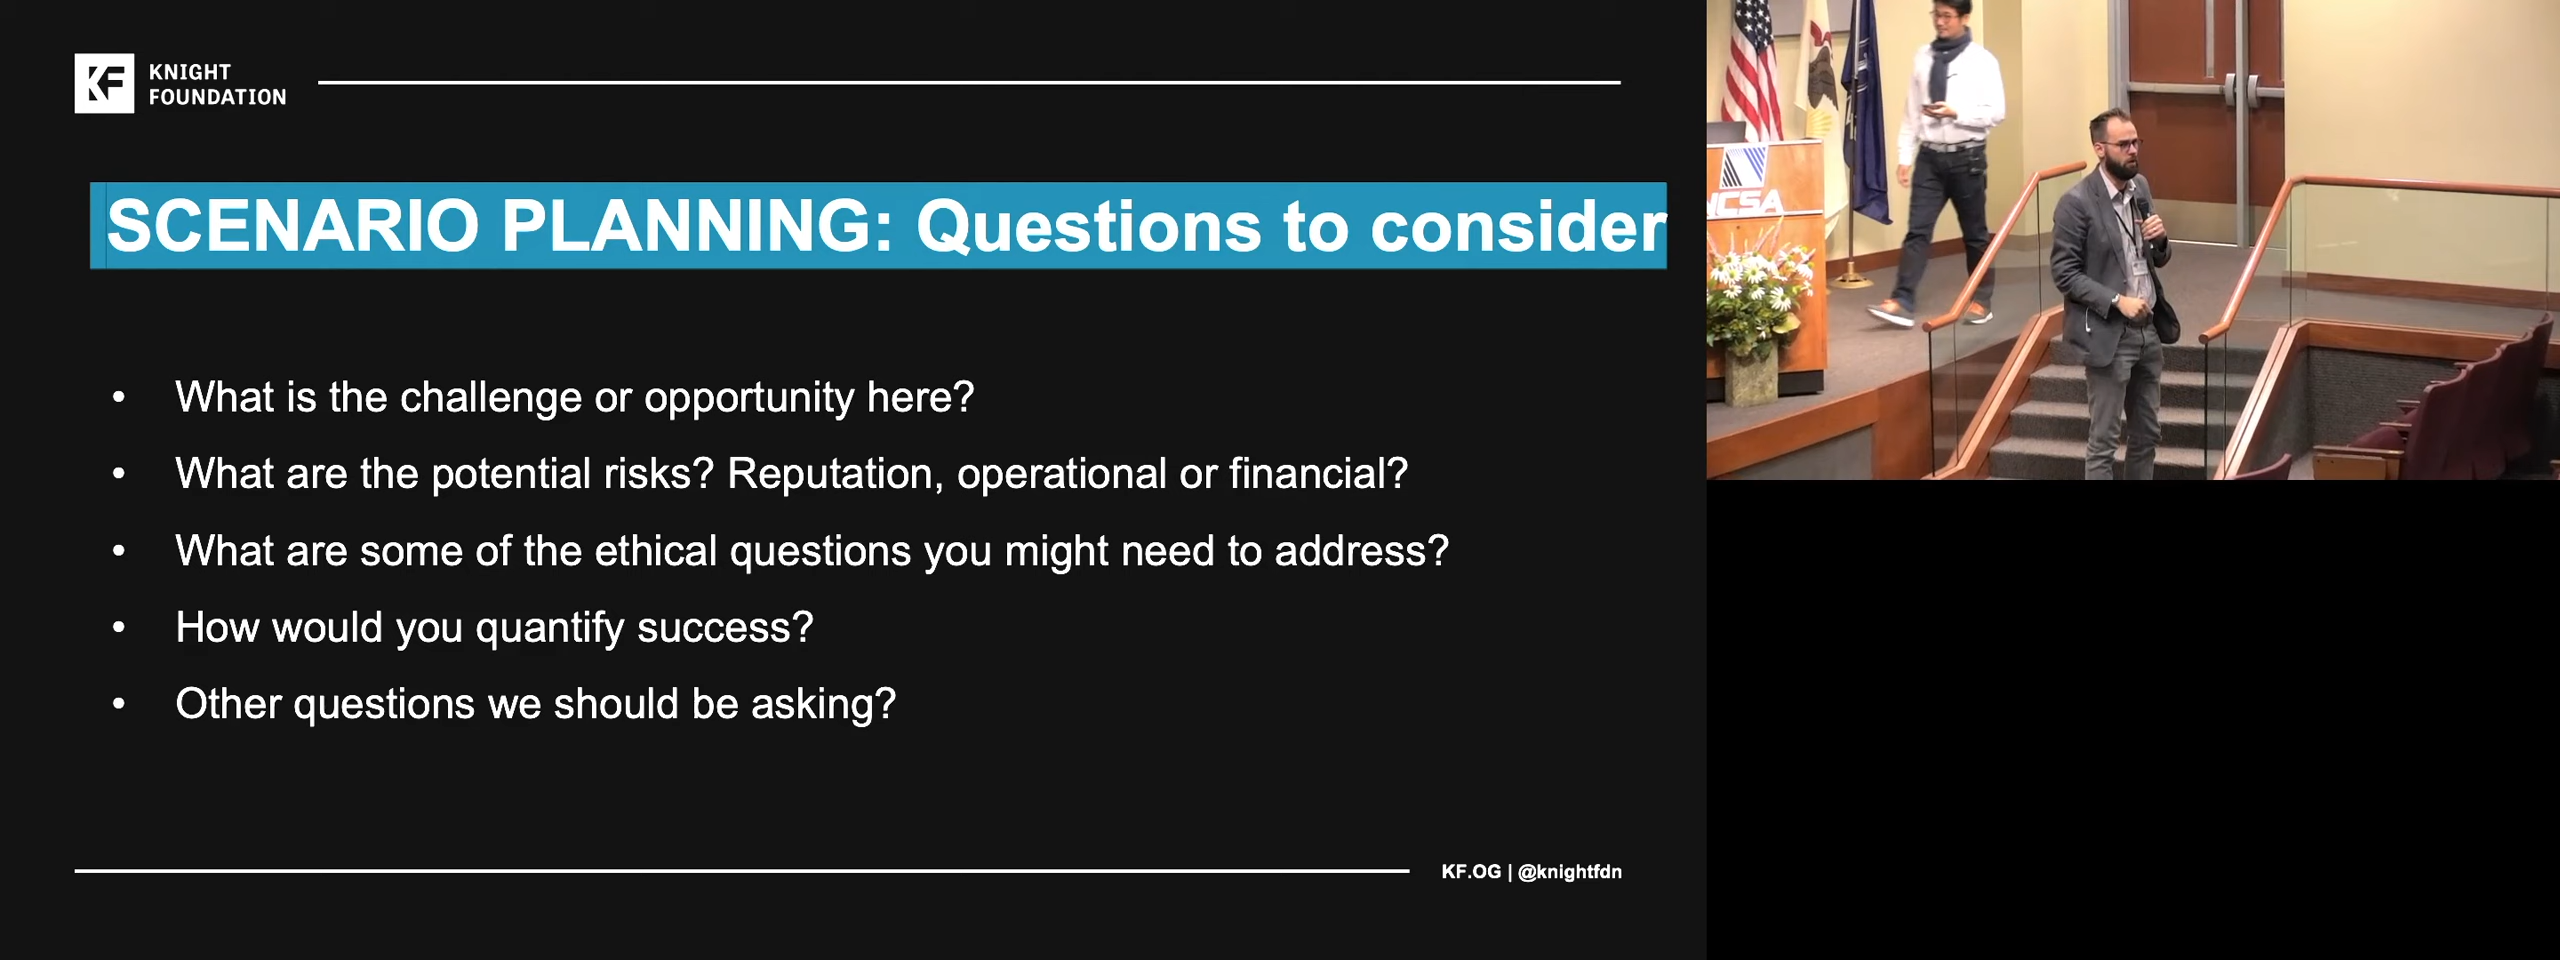 KNIGHT
FOUNDATION
SCENARIO PLANNING: Questions to consider
• What is the challenge or opportunity here?
• What are the potential risks? Reputation, operational or financial?
• What are some of the ethical questions you might need to address?
• How would you quantify success?
• Other questions we should be asking?
KF.OG | @knightfdn
NCSA